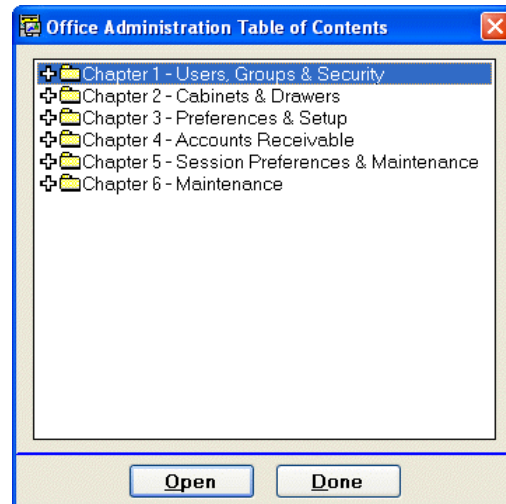 Office Administration Table of Contents
Chapter 1 - Users, Groups & Security
Chapter 2 - Cabinets & Drawers
Chapter 3 - Preferences & Setup
Chapter 4 - Accounts Receivable
Chapter 5 - Session Preferences & Maintenance
Chapter 6 - Maintenance
Open
Done